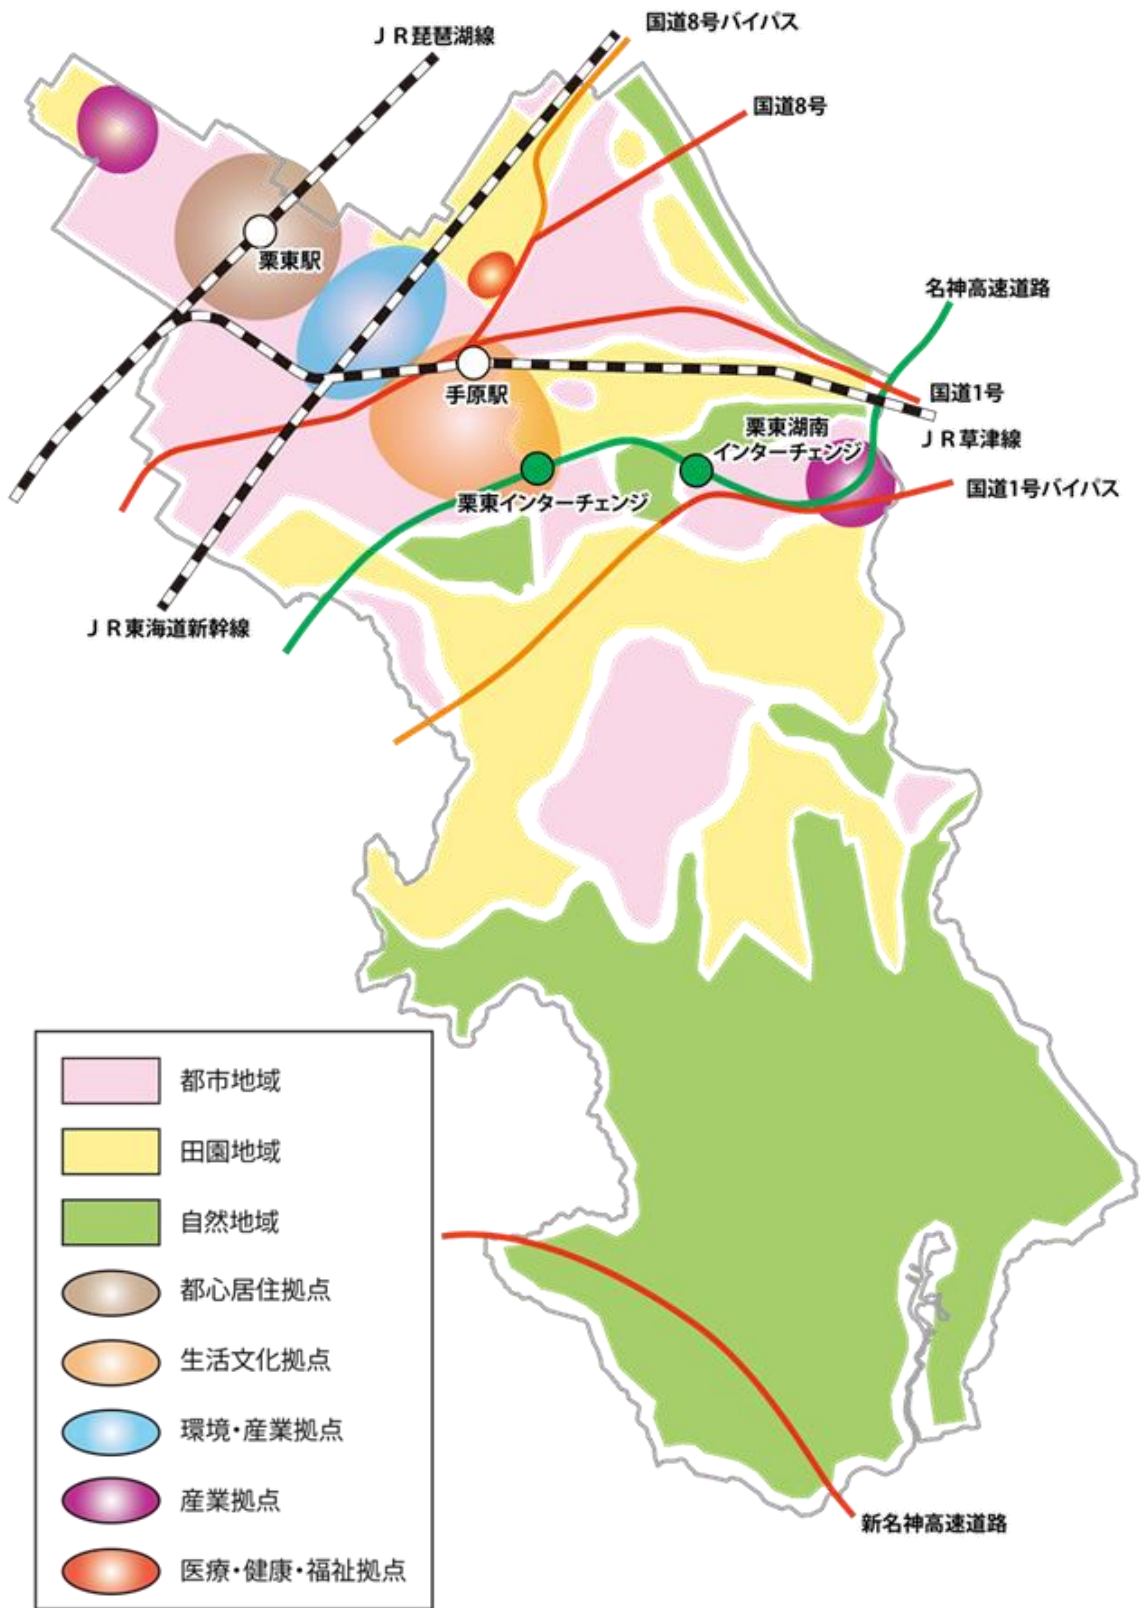 ＪＲ琵琶湖線
国道8号バイパス
国道8号
栗東駅
名神高速道路
手原駅
国道1号
ＪＲ草津線
栗東湖南
インターチェンジ
栗東インターチェンジ
国道1号バイパス
ＪＲ東海道新幹線
都市地域
田園地域
自然地域
都心居住拠点
生活文化拠点
環境・産業拠点
産業拠点
医療・健康・福祉拠点
新名神高速道路